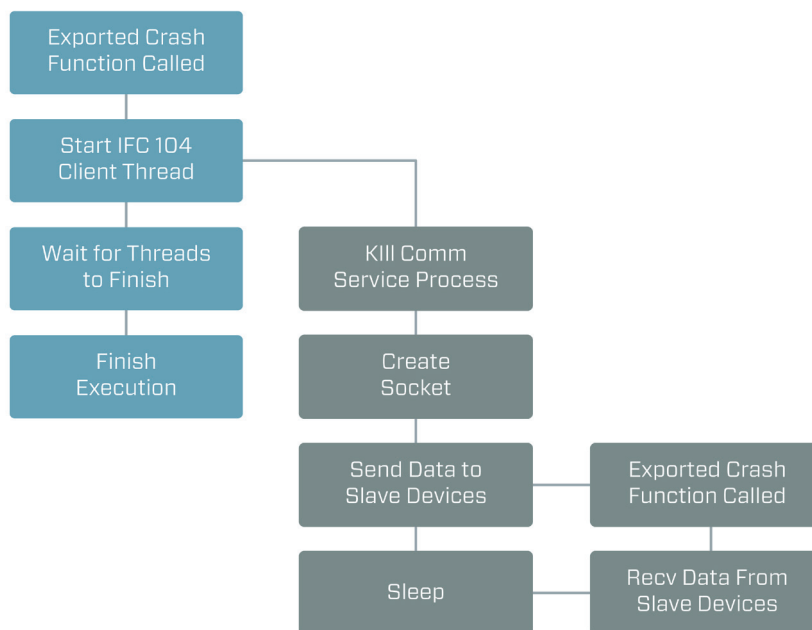 Exported Crash
Function Called
Start IFC 104
Client Thread
Wait for Threads
to Finish
Finish
Execution
KIll Comm
Service Process
Create
Socket
Send Data to
Slave Devices
Exported Crash
Function Called
Sleep
Recv Data From
Slave Devices